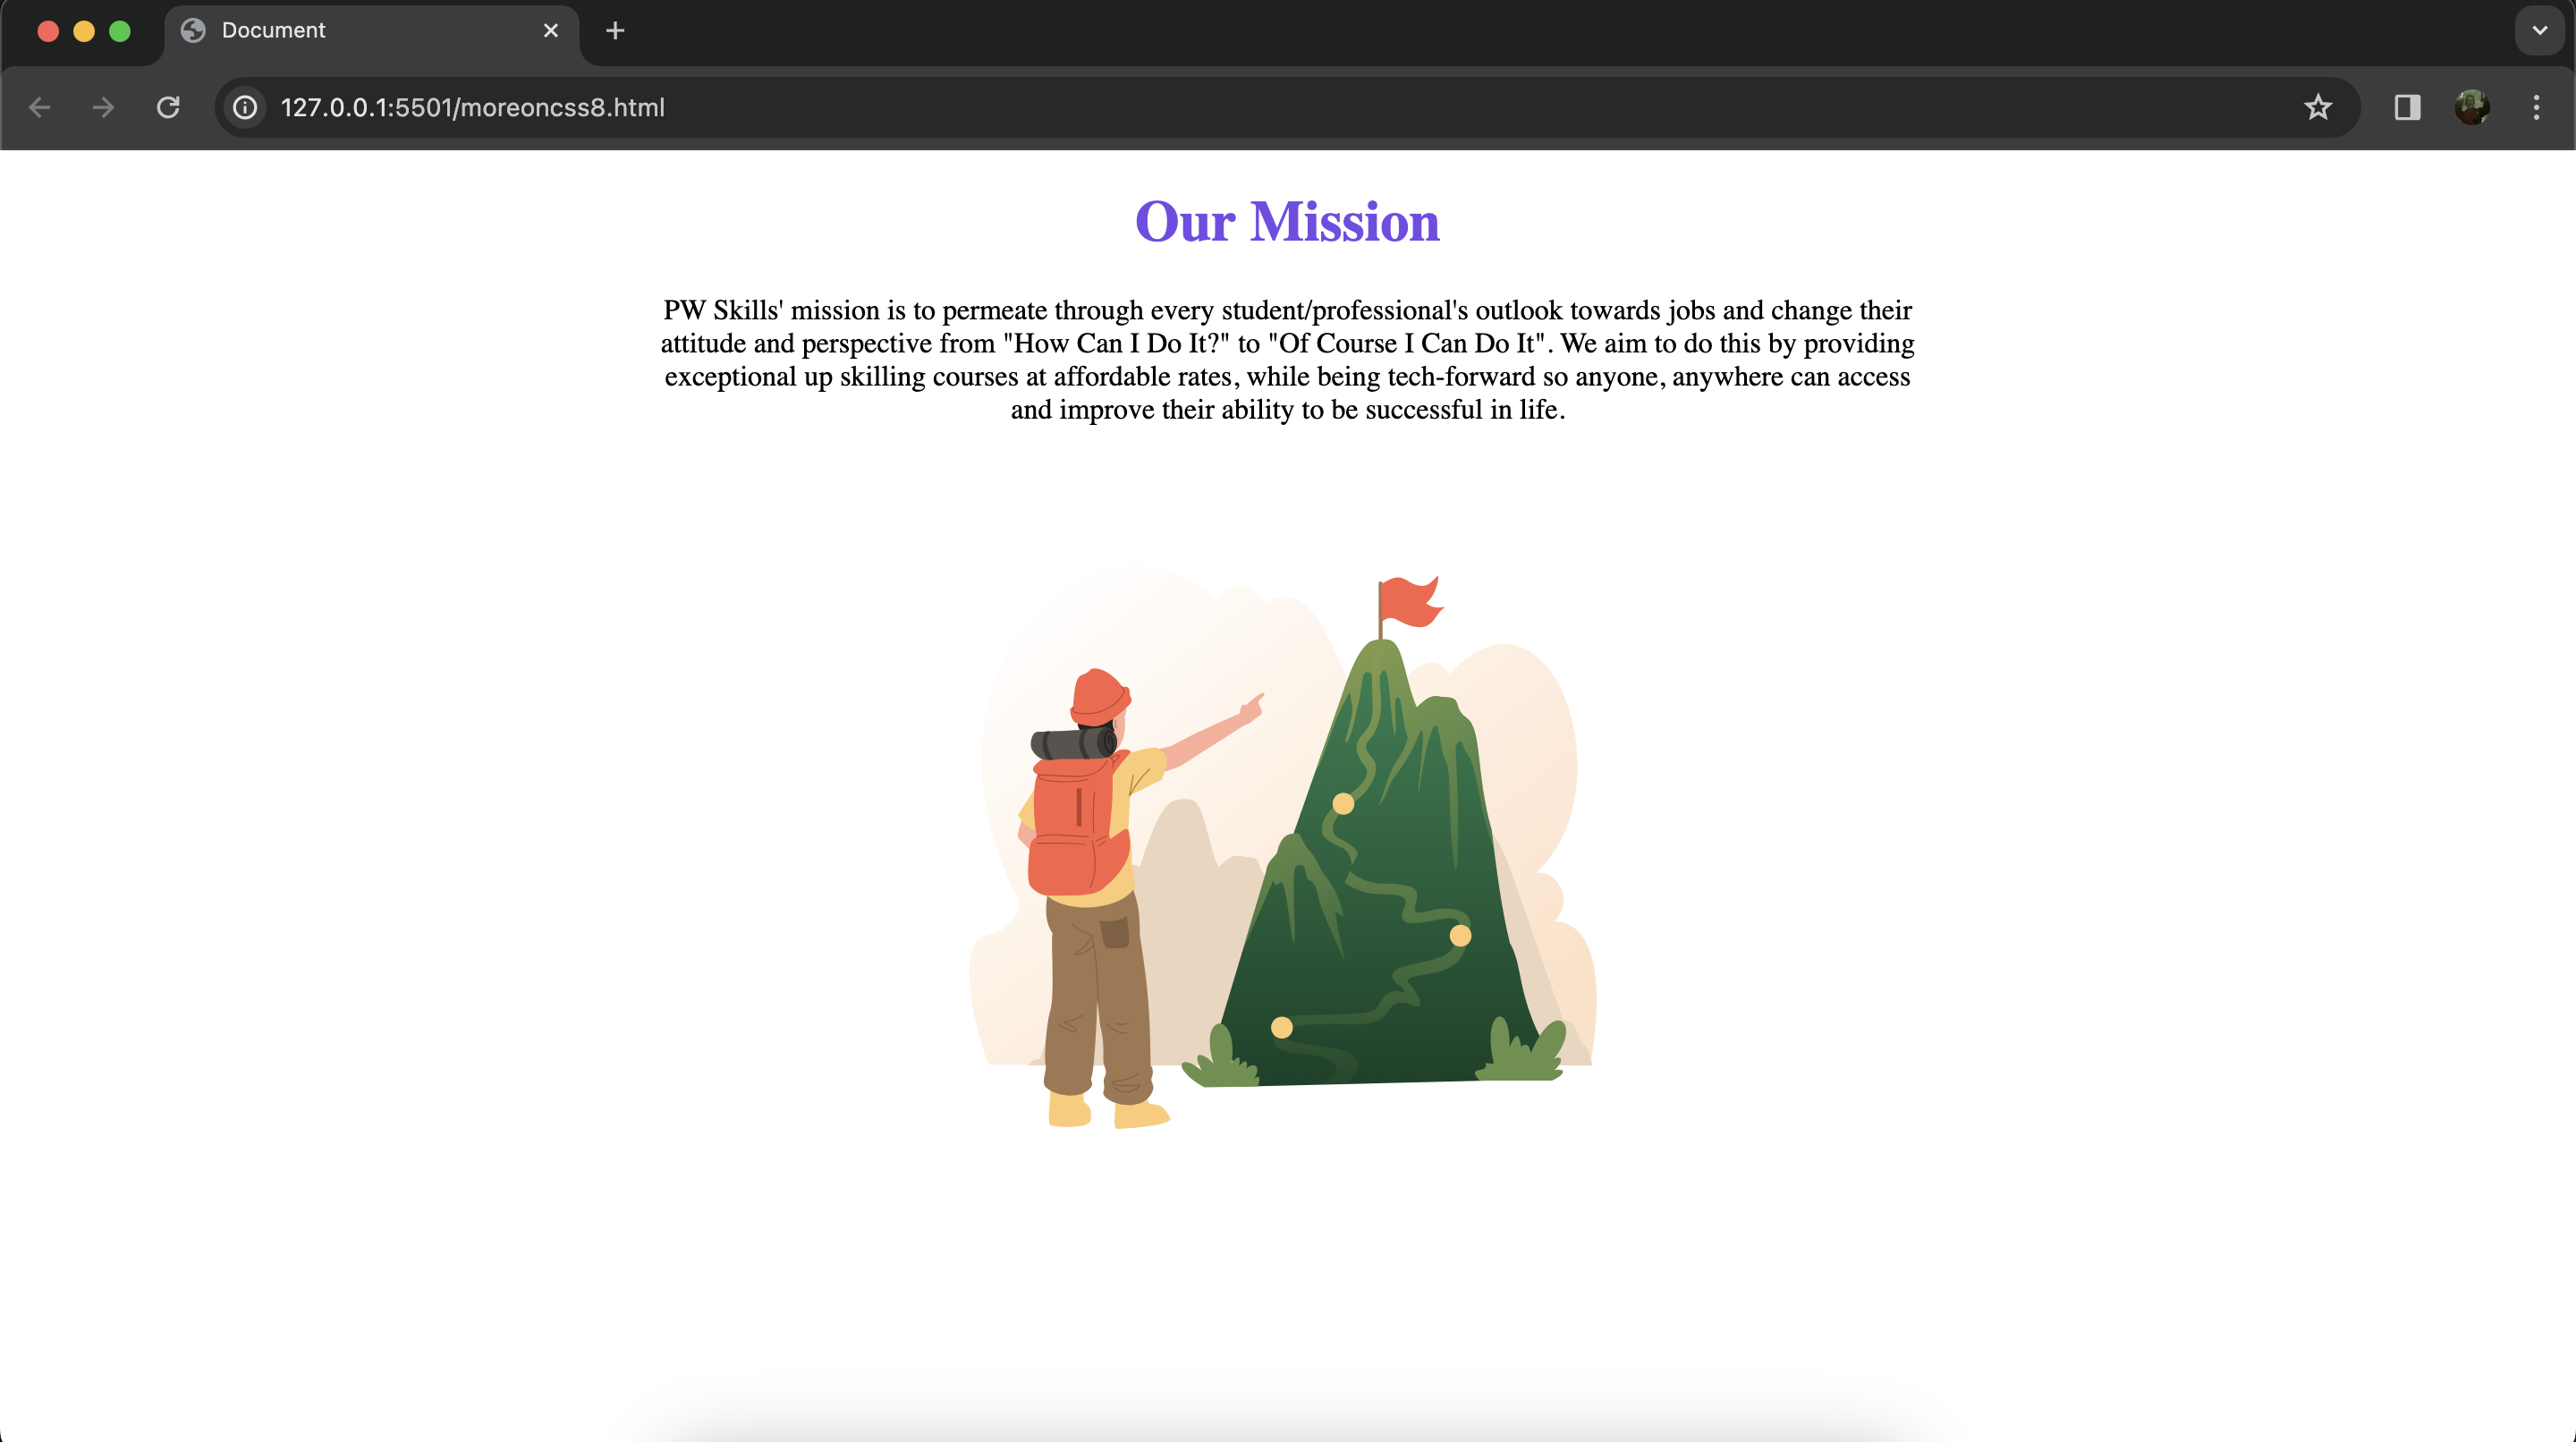 Document
127.0.0.1:5501/moreoncss8.html
Our Mission
PW Skills' mission is to permeate through every student/professional's outlook towards jobs and change their
attitude and perspective from "How Can I Do It?" to "Of Course I Can Do It". We aim to do this by providing
exceptional up skilling courses at affordable rates, while being tech-forward so anyone, anywhere can access
and improve their ability to be successful in life.